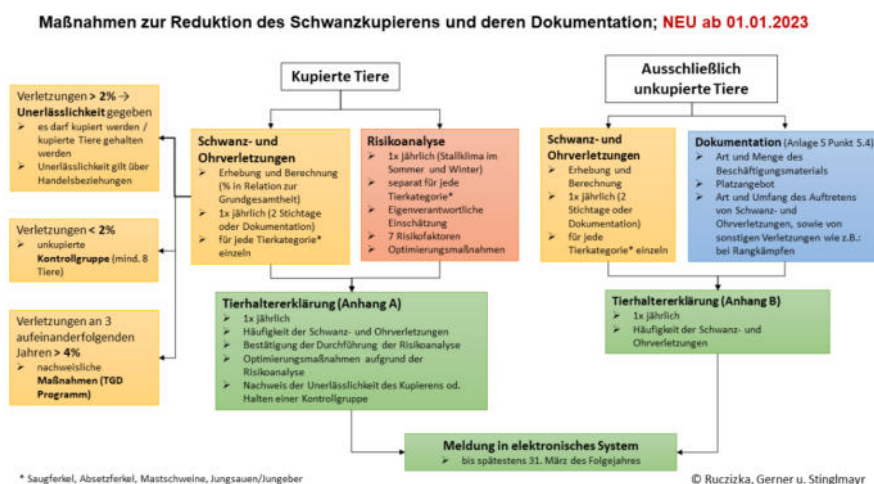 Maßnahmen zur Reduktion des Schwanzkupierens und deren Dokumentation; NEU ab 01.01.2023
Kupierte Tiere
Ausschließlich
unkupierte Tiere
Verletzungen > 2% →
Unerlässlichkeit gegeben
➢ es darf kupiert werden /
kupierte Tiere gehalten
werden
➢ Unerlässlichkeit gilt über
Handelsbeziehungen
Verletzungen < 2%
➢ unkupierte
Kontrollgruppe (mind. 8
Tiere)
Verletzungen an 3
aufeinanderfolgenden
Jahren > 4%
➢ nachweisliche
Maßnahmen (TGD
Programm)
Schwanz- und
Ohrverletzungen
➢ Erhebung und Berechnung
(% in Relation zur
Grundgesamtheit)
➢ 1x jährlich (2 Stichtage
oder Dokumentation)
➢ für jede Tierkategorie*
einzeln
Risikoanalyse
➢ 1x jährlich (Stallklima im
Sommer und Winter)
➢ separat für jede
Tierkategorie*
➢ Eigenverantwortliche
Einschätzung
➢ 7 Risikofaktoren
➢ Optimierungsmaßnahmen
Schwanz- und
Ohrverletzungen
➢ Erhebung und
Berechnung
➢ 1x jährlich (2
Stichtage oder
Dokumentation)
➢ für jede
Tierkategorie* einzeln
Dokumentation (Anlage 5 Punkt 5.4)
➢ Art und Menge des
Beschäftigungsmaterials
➢ Platzangebot
➢ Art und Umfang des Auftretens
von Schwanz- und
Ohrverletzungen, sowie von
sonstigen Verletzungen wie z.B.:
bei Rangkämpfen
Tierhaltererklärung (Anhang A)
➢ 1x jährlich
➢ Häufigkeit der Schwanz- und Ohrverletzungen
➢ Bestätigung der Durchführung der Risikoanalyse
➢ Optimierungsmaßnahmen aufgrund der
Risikoanalyse
➢ Nachweis der Unerlässlichkeit des Kupierens od.
Halten einer Kontrollgruppe
Tierhaltererklärung (Anhang B)
➢ 1x jährlich
➢ Häufigkeit der Schwanz- und
Ohrverletzungen
Meldung in elektronisches System
➢ bis spätestens 31. März des Folgejahres
* Saugferkel, Absetzferkel, Mastschweine, Jungsauen/Jungeber
© Ruczizka, Gerner u. Stinglmayr